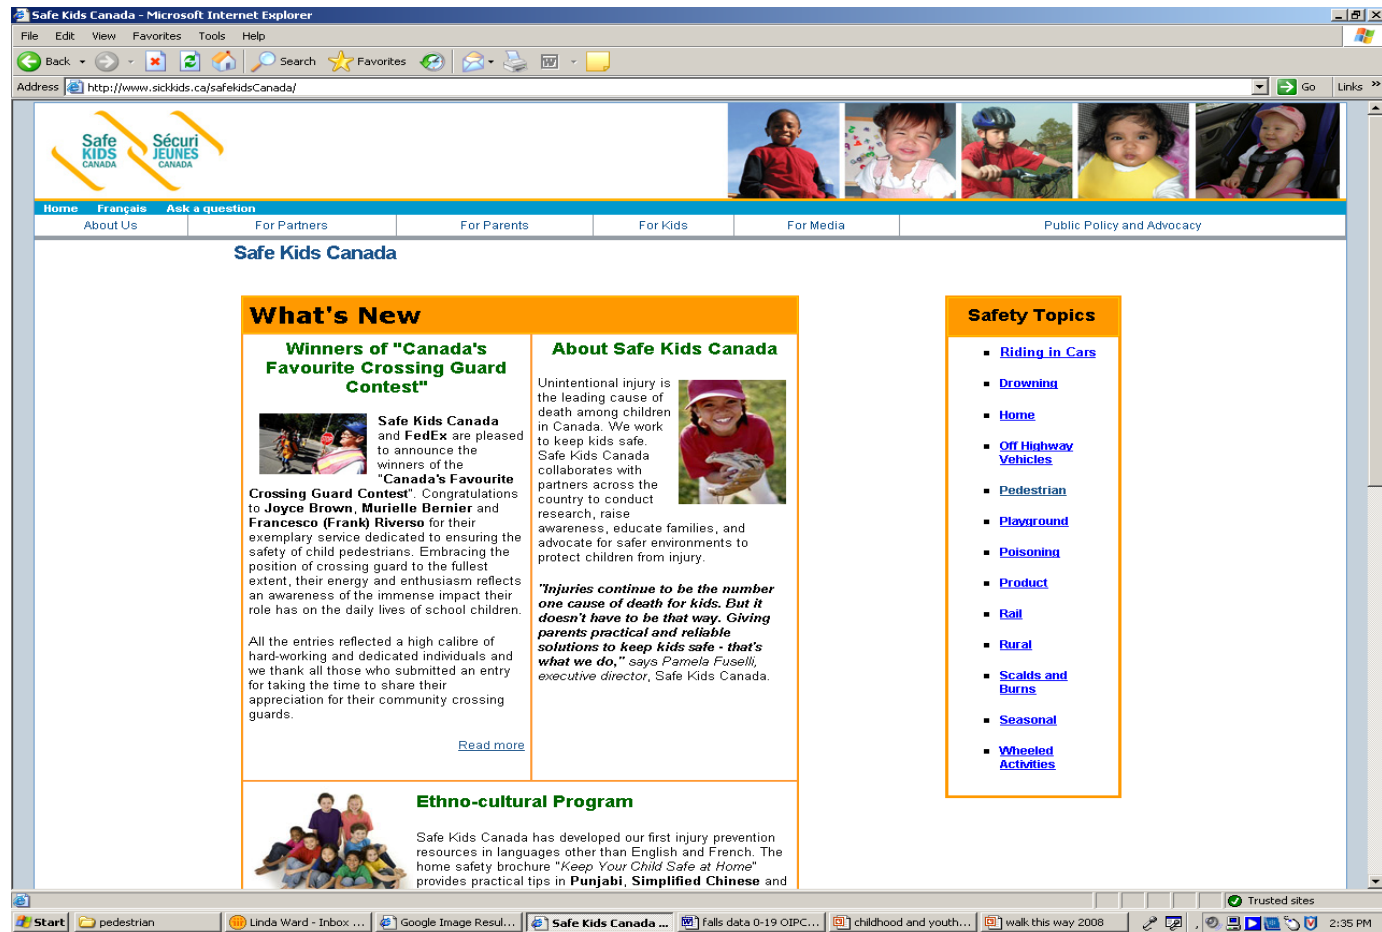 Safe Kids Canada - Microsoft Internet Explorer
File Edit View Favorites Tools Help
Back Search Favorites
Address http://www.sickkids.ca/safekidsCanada/ Go Links »
Safe KIDS CANADA
Sécuri JEUNES CANADA
Home Français Ask a question
About Us For Partners For Parents For Kids For Media Public Policy and Advocacy
Safe Kids Canada
What's New
Winners of "Canada's
Favourite Crossing Guard
Contest"
Safe Kids Canada
and FedEx are pleased
to announce the
winners of the
"Canada's Favourite
Crossing Guard Contest". Congratulations
to Joyce Brown, Murielle Bernier and
Francesco (Frank) Riverso for their
exemplary service dedicated to ensuring the
safety of child pedestrians. Embracing the
position of crossing guard to the fullest
extent, their energy and enthusiasm reflects
an awareness of the immense impact their
role has on the daily lives of school children.
All the entries reflected a high calibre of
hard-working and dedicated individuals and
we thank all those who submitted an entry
for taking the time to share their
appreciation for their community crossing
guards.
Read more
About Safe Kids Canada
Unintentional injury is
the leading cause of
death among children
in Canada. We work
to keep kids safe.
Safe Kids Canada
collaborates with
partners across the
country to conduct
research, raise
awareness, educate families, and
advocate for safer environments to
protect children from injury.
"Injuries continue to be the number
one cause of death for kids. But it
doesn't have to be that way. Giving
parents practical and reliable
solutions to keep kids safe - that's
what we do," says Pamela Fuselli,
executive director, Safe Kids Canada.
Ethno-cultural Program
Safe Kids Canada has developed our first injury prevention
resources in languages other than English and French. The
home safety brochure "Keep Your Child Safe at Home"
provides practical tips in Punjabi, Simplified Chinese and
Safety Topics
Riding in Cars
Drowning
Home
Off Highway
Vehicles
Pedestrian
Playground
Poisoning
Product
Rail
Rural
Scalds and
Burns
Seasonal
Wheeled
Activities
Trusted sites
Start pedestrian Linda Ward - Inbox ... Google Image Resul... Safe Kids Canada ... falls data 0-19 OIPC... childhood and youth... walk this way 2008 2:35 PM